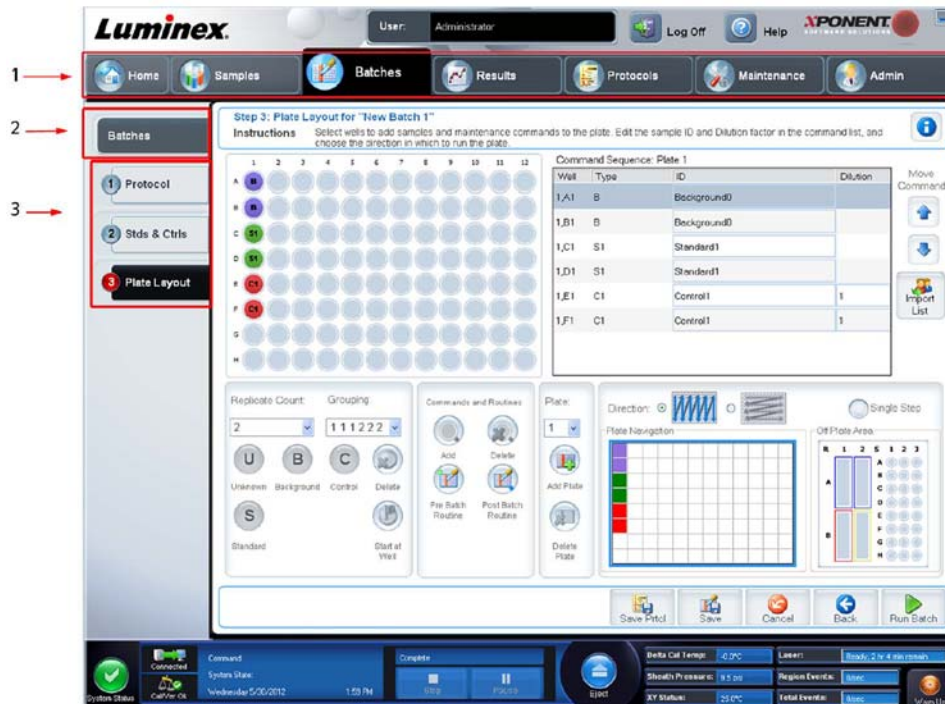 Luminex.
User: Administrator
Log Off
Help
XPONENT
SOFTWARE SOLUTIONS
1
Home
Samples
Batches
Results
Protocols
Maintenance
Admin
2
Batches
3
1 Protocol
2 Stds & Ctrls
3 Plate Layout
Step 3: Plate Layout for "New Batch 1"
Instructions Select wells to add samples and maintenance commands to the plate. Edit the sample ID and Dilution factor in the command list, and
choose the direction in which to run the plate.
1 2 3 4 5 6 7 8 9 10 11 12
A B
B B
C S1
D S1
E C1
F C1
G
H
Command Sequence: Plate 1
Well Type ID Dilution
1,A1 B Background0
1,B1 B Background0
1,C1 S1 Standard1
1,D1 S1 Standard1
1,E1 C1 Control1 1
1,F1 C1 Control1 1
Move
Command
Import
List
Replicate Count: Grouping:
2 111222
U B C
Unknown Background Control Delete
S
Standard Start at
Well
Commands and Routines
Add Delete
Pre Batch
Routine
Post Batch
Routine
Plate:
1
Add Plate
Delete
Plate
Direction:
Single Step
Plate Navigation
Off Plate Area
R 1 2 S 1 2 3
A
B
A
B
C
D
E
F
G
H
Save Prtcl
Save
Cancel
Back
Run Batch
System Status
Connected
Cal/Ver Ok
Command
System State:
Wednesday 5/30/2012 1:59 PM
Complete
Stop
Pause
Eject
Delta Cal Temp: -0.0°C
Sheath Pressure: 9.5 psi
XY Status: 25.0°C
Laser: Ready: 2 hr 4 min remain
Region Events: 0/sec
Total Events: 0/sec
Warm Up